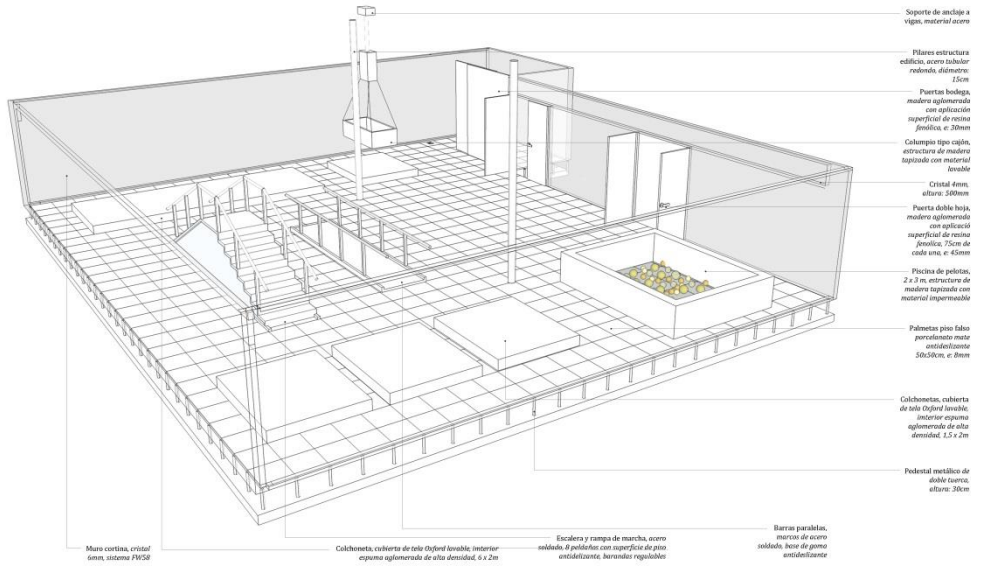 Soporte de anclaje a
vigas, material acero
Pilares estructura
edificio, acero tubular
redondo, diámetro:
15cm
Puertas bodega,
madera aglomerada
con aplicación
superficial de resina
fenólica, e: 30mm
Columpio tipo cajón,
estructura de madera
tapizada con material
lavable
Cristal 4mm,
altura: 500mm
Puerta doble hoja,
madera aglomerada
con aplicació
superficial de resina
fenolica, 75cm de
cada una, e: 45mm
Piscina de pelotas,
2 x 3 m, estructura de
madera tapizada con
material impermeable
Palmetas piso falso
porcelanato mate
antideslizante
50x50cm, e: 8mm
Colchonetas, cubierta
de tela Oxford lavable,
imterior espuma
aglomerada de alta
densidad, 1,5 x 2m
Pedestal metálico de
doble tuerca,
altura: 30cm
Barras paralelas,
marcos de acero
soldado, base de goma
antideslizante
Escalera y rampa de marcha, acero
soldado, 8 peldaños con superficie de piso
antidelizante, barandas regulables
Colchoneta, cubierta de tela Oxford lavable, imterior
espuma aglomerada de alta densidad, 6 x 2m
Muro cortina, cristal
6mm, sistema FW58